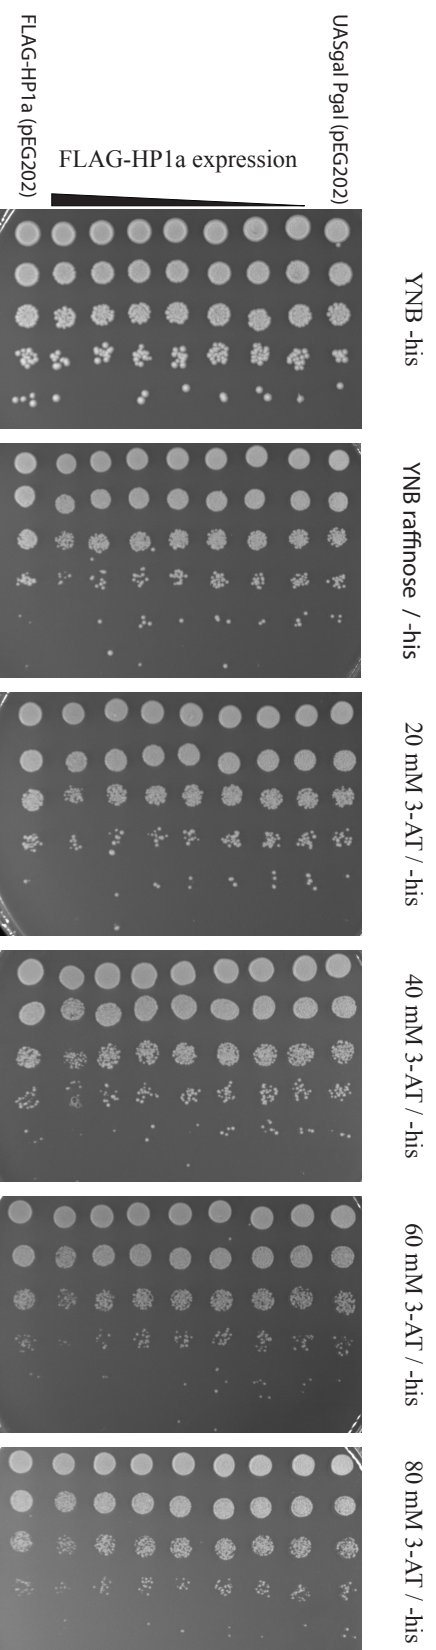 FLAG-HP1a (pEG202)
FLAG-HP1a expression
UASgal Pgal (pEG202)
YNB -his
YNB raffinose / -his
20 mM 3-AT / -his
40 mM 3-AT / -his
60 mM 3-AT / -his
80 mM 3-AT / -his